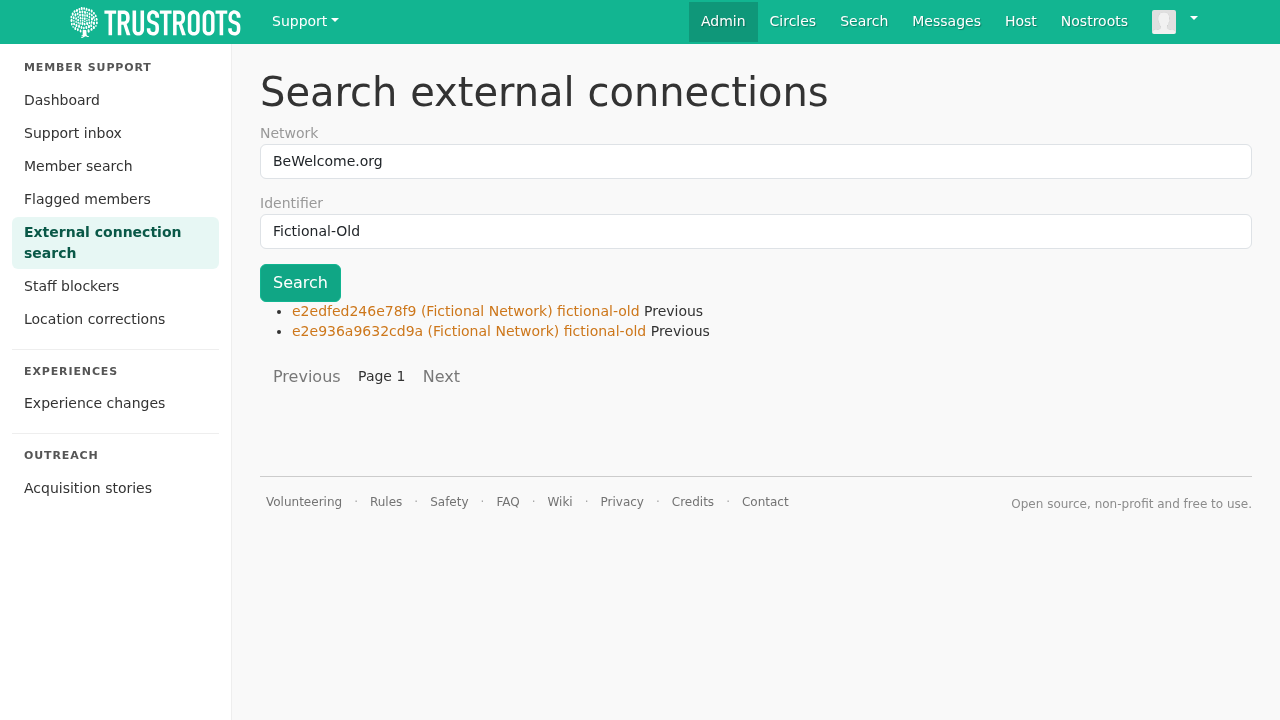 TRUSTROOTS Support Admin Circles Search Messages Host Nostroots
MEMBER SUPPORT
Dashboard
Support inbox
Member search
Flagged members
External connection
search
Staff blockers
Location corrections
EXPERIENCES
Experience changes
OUTREACH
Acquisition stories
Search external connections
Network
BeWelcome.org
Identifier
Fictional-Old
Search
e2edfed246e78f9 (Fictional Network) fictional-old Previous
e2e936a9632cd9a (Fictional Network) fictional-old Previous
Previous Page 1 Next
Volunteering · Rules · Safety · FAQ · Wiki · Privacy · Credits · Contact
Open source, non-profit and free to use.